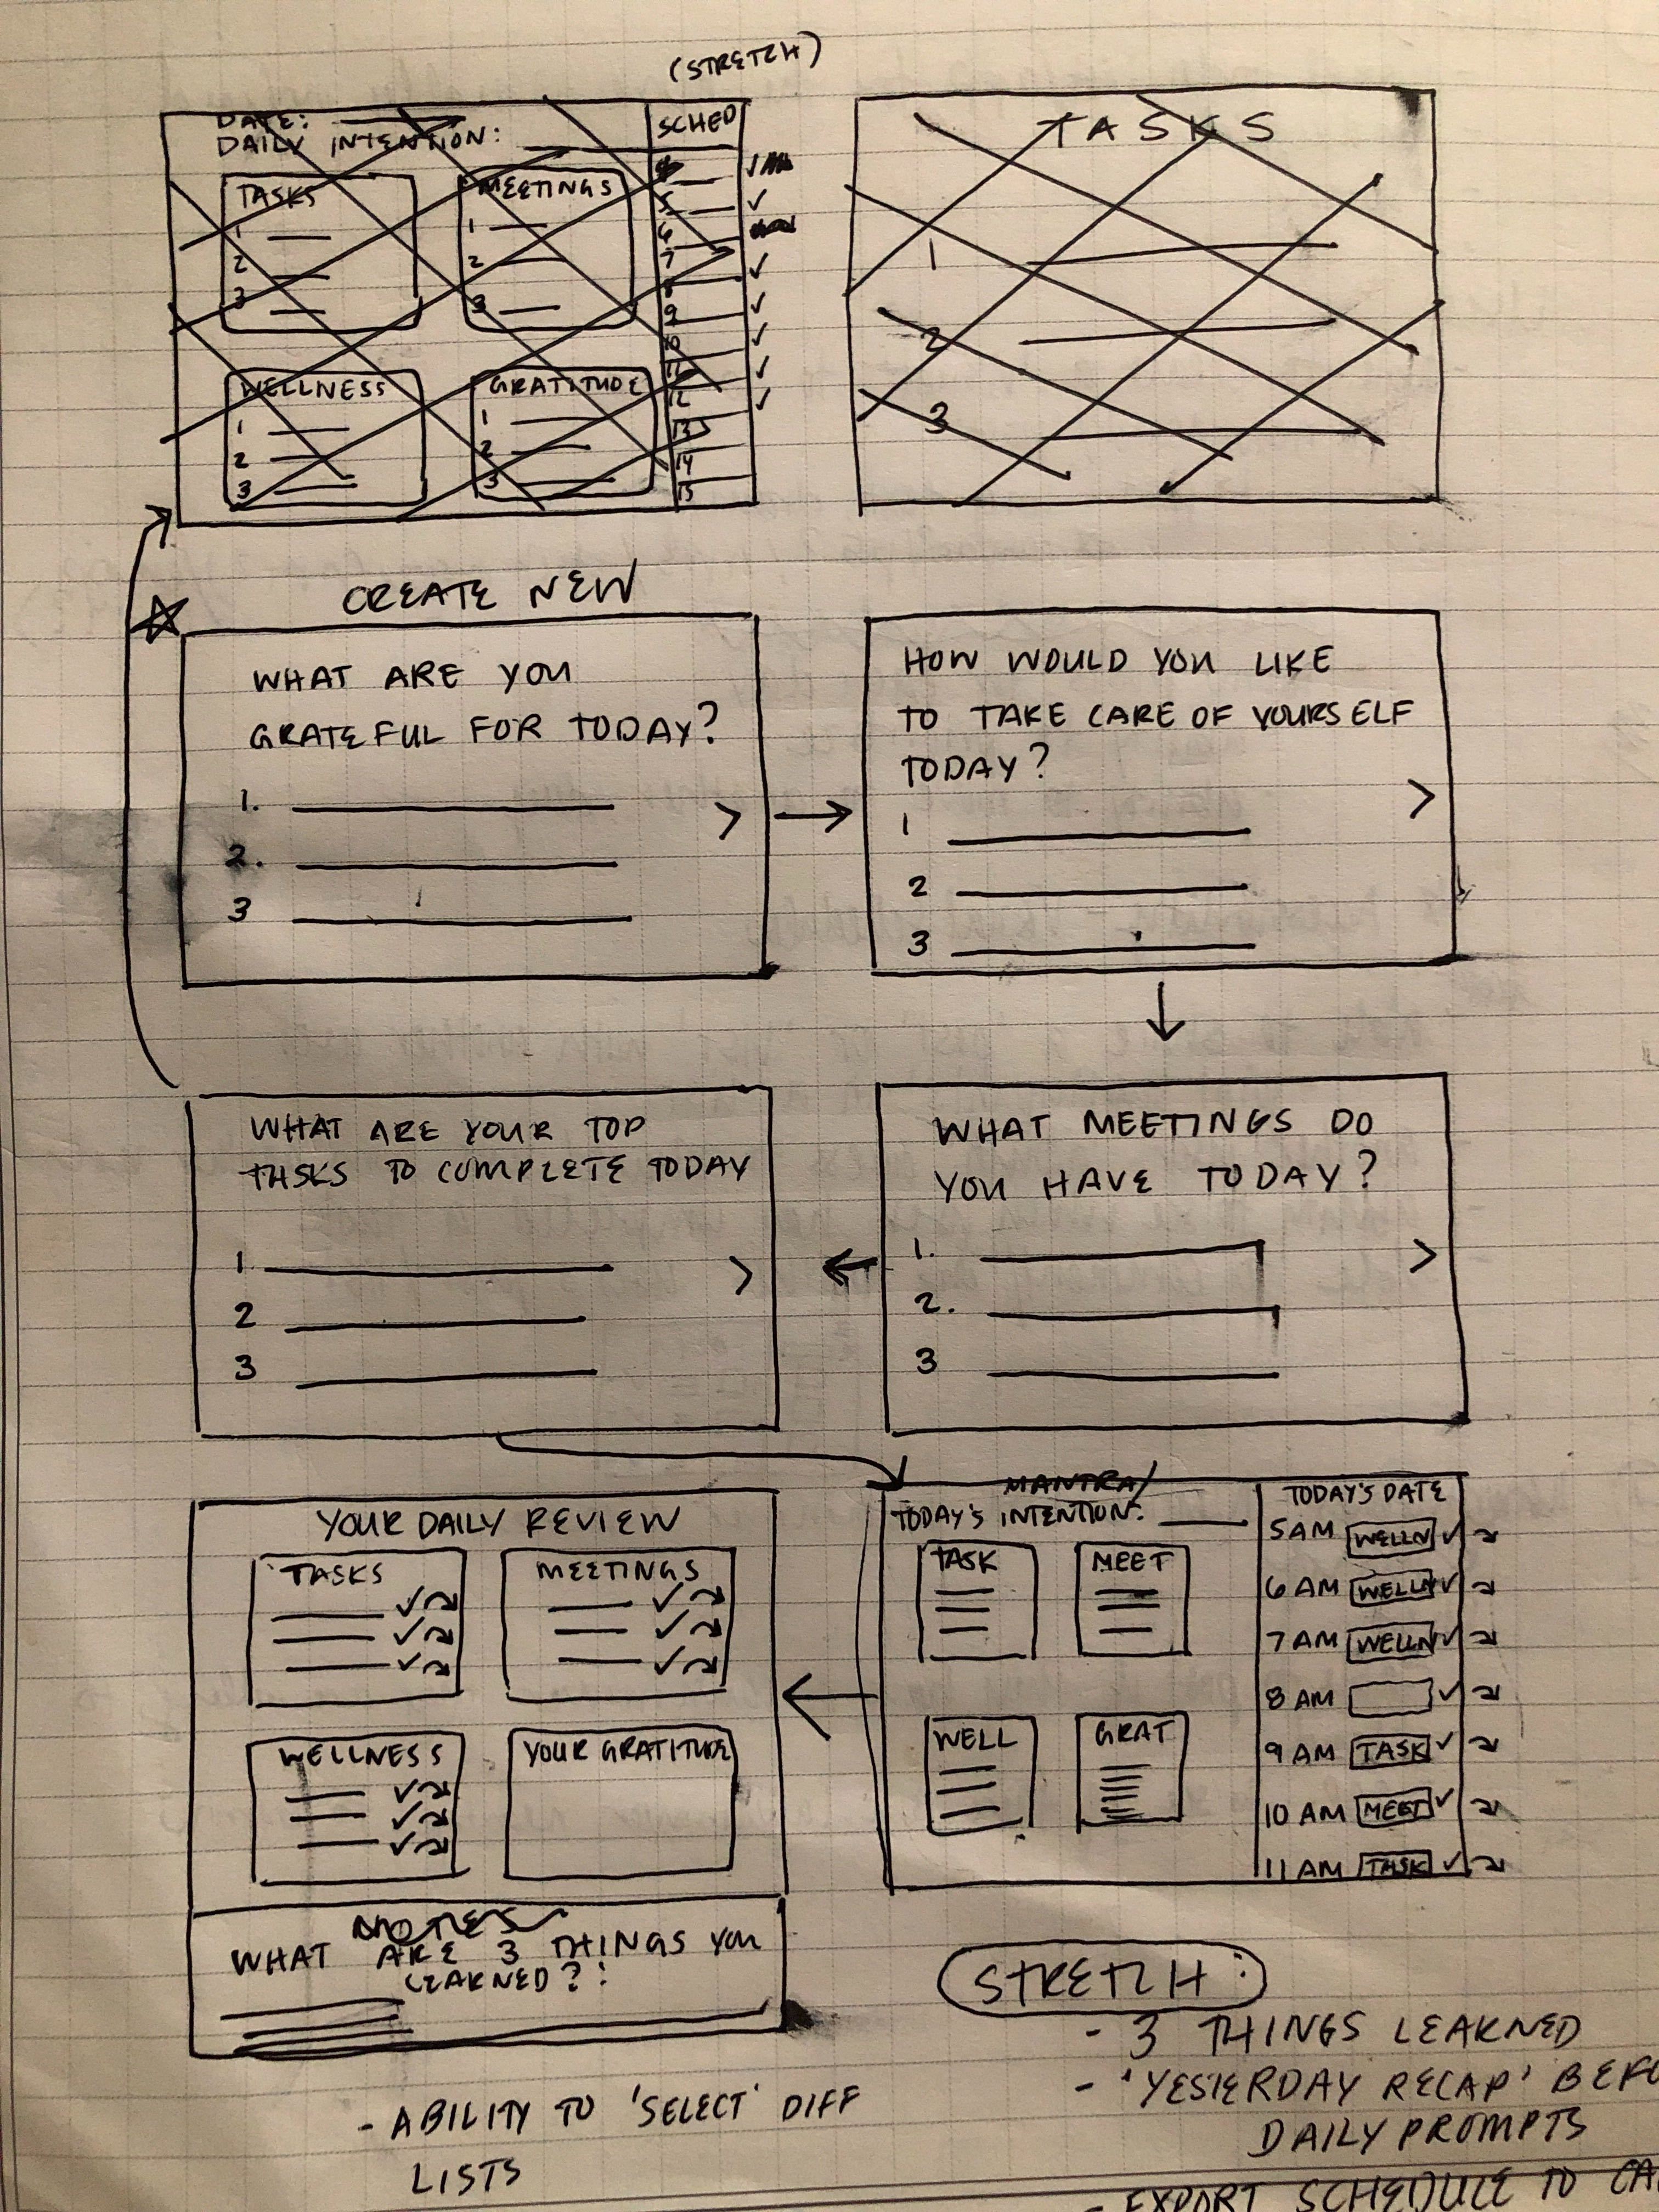 (STRETCH)
DATE:
DAILY INTENTION:
SCHED
TASKS
1
2
3
MEETINGS
1
2
3
WELLNESS
1
2
3
GRATITUDE
1
2
3
5
6
7
8
9
10
11
12
13
14
15
TASKS
1
2
3
CREATE NEW
WHAT ARE YOU
GRATEFUL FOR TODAY?
1.
2.
3
HOW WOULD YOU LIKE
TO TAKE CARE OF YOURSELF
TODAY?
1
2
3
WHAT ARE YOUR TOP
TASKS TO COMPLETE TODAY
1.
2
3
WHAT MEETINGS DO
YOU HAVE TODAY?
1.
2.
3
YOUR DAILY REVIEW
TASKS
MEETINGS
WELLNESS
YOUR GRATITUDE
NOTES
WHAT ARE 3 THINGS YOU
LEARNED?:
MANTRA/
TODAY'S INTENTION:
TASK
MEET
WELL
GRAT
TODAY'S DATE
5 AM WELLN
6 AM WELLN
7 AM WELLN
8 AM
9 AM TASK
10 AM MEET
11 AM TASK
- ABILITY TO 'SELECT' DIFF
LISTS
STRETCH:
- 3 THINGS LEARNED
- 'YESTERDAY RECAP' BEFO
DAILY PROMPTS
- EXPORT SCHEDULE TO CA